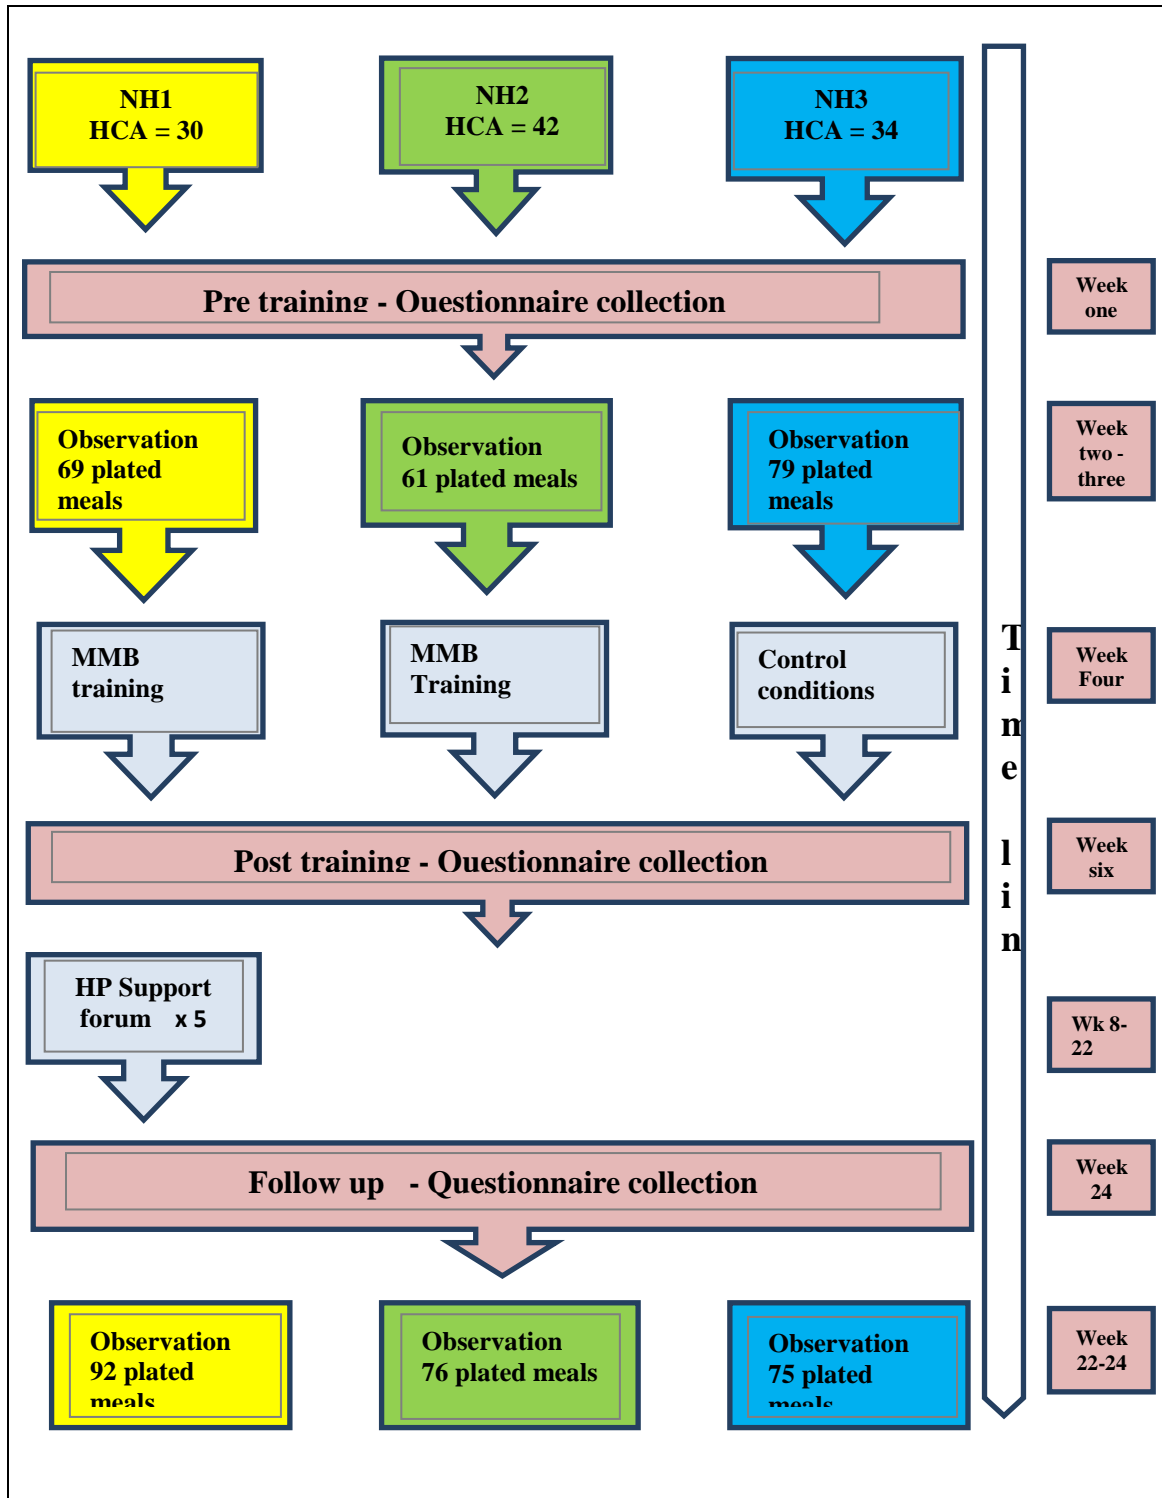 NH1
HCA = 30
NH2
HCA = 42
NH3
HCA = 34
Pre training - Questionnaire collection
Week
one
Observation
69 plated
meals
Observation
61 plated meals
Observation
79 plated
meals
Week
two -
three
MMB
training
MMB
Training
Control
conditions
Week
Four
T
i
m
e
l
i
n
Post training - Questionnaire collection
Week
six
HP Support
forum x 5
Wk 8-
22
Follow up - Questionnaire collection
Week
24
Observation
92 plated
meals
Observation
76 plated meals
Observation
75 plated
meals
Week
22-24